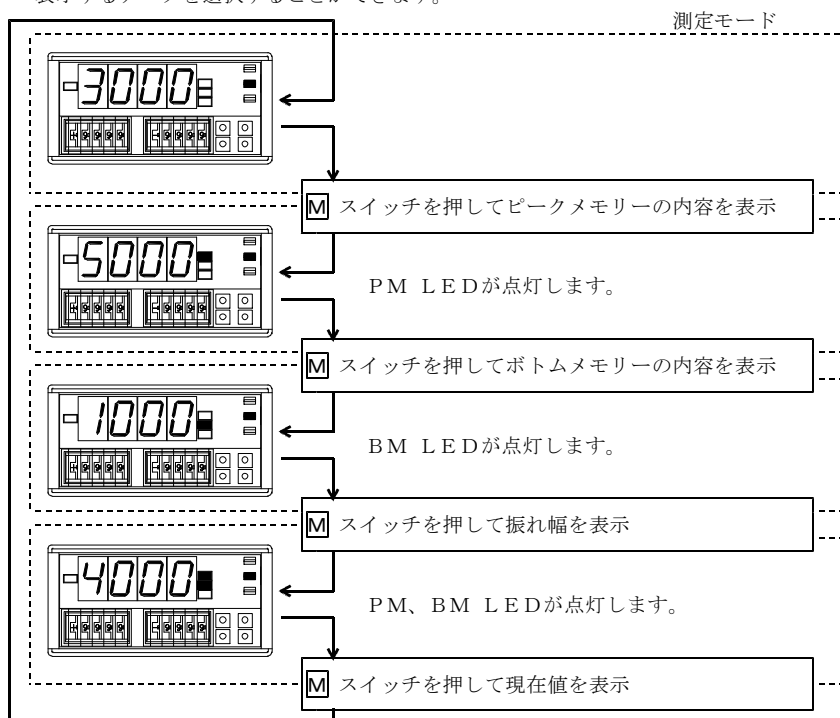 表示するデータを選択することができます。
測定モード
3000
M スイッチを押してピークメモリーの内容を表示
5000
PM LEDが点灯します。
M スイッチを押してボトムメモリーの内容を表示
1000
BM LEDが点灯します。
M スイッチを押して振れ幅を表示
4000
PM、BM LEDが点灯します。
M スイッチを押して現在値を表示